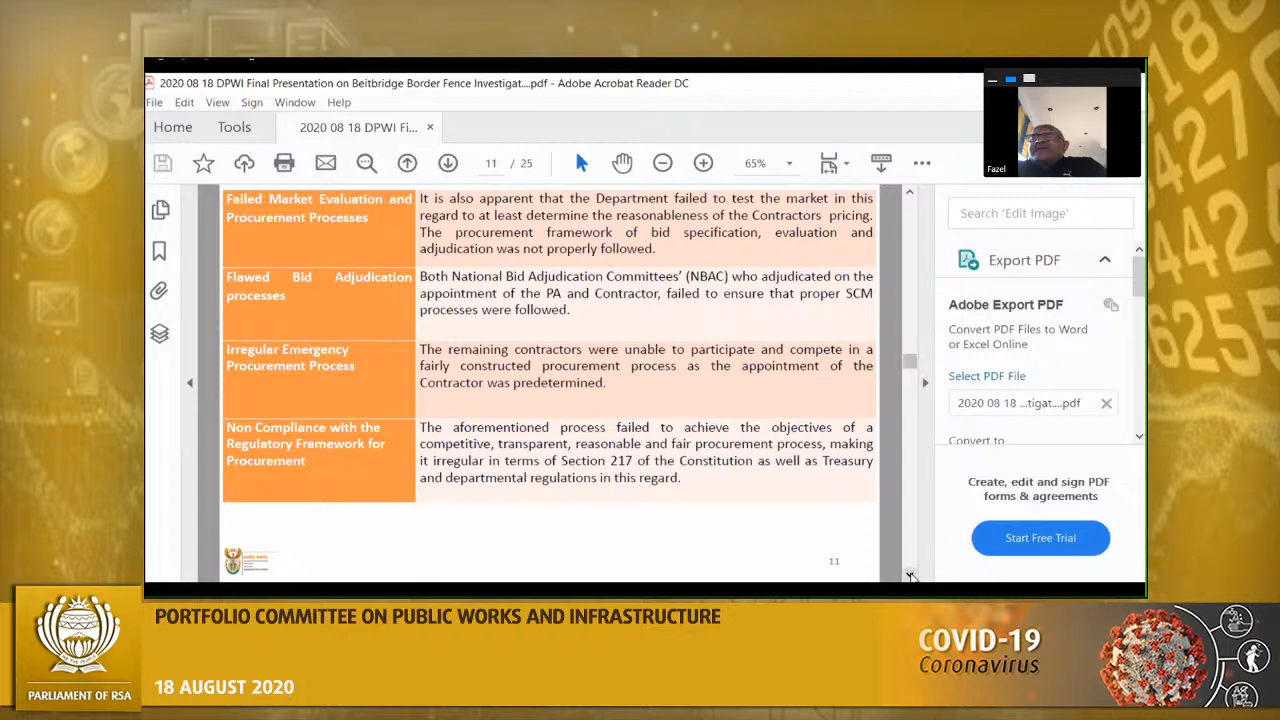 2020 08 18 DPWI Final Presentation on Beitbridge Border Fence Investigat....pdf - Adobe Acrobat Reader DC
File Edit View Sign Window Help
Home Tools 2020 08 18 DPWI Fi... ×
11 / 25 65%
Fazel
Failed Market Evaluation and
Procurement Processes
It is also apparent that the Department failed to test the market in this
regard to at least determine the reasonableness of the Contractors pricing.
The procurement framework of bid specification, evaluation and
adjudication was not properly followed.
Flawed Bid Adjudication
processes
Both National Bid Adjudication Committees' (NBAC) who adjudicated on the
appointment of the PA and Contractor, failed to ensure that proper SCM
processes were followed.
Irregular Emergency
Procurement Process
The remaining contractors were unable to participate and compete in a
fairly constructed procurement process as the appointment of the
Contractor was predetermined.
Non Compliance with the
Regulatory Framework for
Procurement
The aforementioned process failed to achieve the objectives of a
competitive, transparent, reasonable and fair procurement process, making
it irregular in terms of Section 217 of the Constitution as well as Treasury
and departmental regulations in this regard.
public works
11
Search 'Edit Image'
Export PDF
Adobe Export PDF
Convert PDF Files to Word
or Excel Online
Select PDF File
2020 08 18 ...tigat....pdf
Convert to
Create, edit and sign PDF
forms & agreements
Start Free Trial
PARLIAMENT OF RSA
PORTFOLIO COMMITTEE ON PUBLIC WORKS AND INFRASTRUCTURE
18 AUGUST 2020
COVID-19
Coronavirus